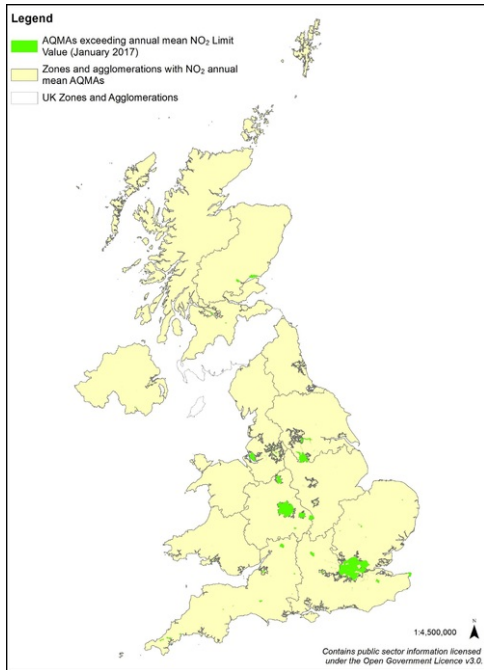 Legend
AQMAs exceeding annual mean NO₂ Limit
Value (January 2017)
Zones and agglomerations with NO₂ annual
mean AQMAs
UK Zones and Agglomerations
N
1:4,500,000
Contains public sector information licensed
under the Open Government Licence v3.0.